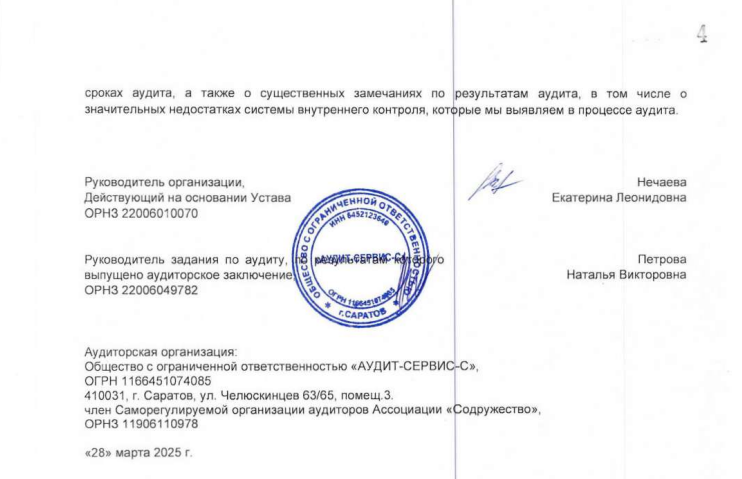 4
сроках аудита, а также о существенных замечаниях по результатам аудита, в том числе о
значительных недостатках системы внутреннего контроля, которые мы выявляем в процессе аудита.
Руководитель организации, Нечаева
Действующий на основании Устава Екатерина Леонидовна
ОРНЗ 22006010070
Руководитель задания по аудиту, по результатам которого Петрова
выпущено аудиторское заключение Наталья Викторовна
ОРНЗ 22006049782
ОБЩЕСТВО С ОГРАНИЧЕННОЙ ОТВЕТСТВЕННОСТЬЮ
ИНН 6452123646
«АУДИТ-СЕРВИС-С»
ОГРН 1166451074085
* г.САРАТОВ *
Аудиторская организация:
Общество с ограниченной ответственностью «АУДИТ-СЕРВИС-С»,
ОГРН 1166451074085
410031, г. Саратов, ул. Челюскинцев 63/65, помещ.3.
член Саморегулируемой организации аудиторов Ассоциации «Содружество»,
ОРНЗ 11906110978
«28» марта 2025 г.